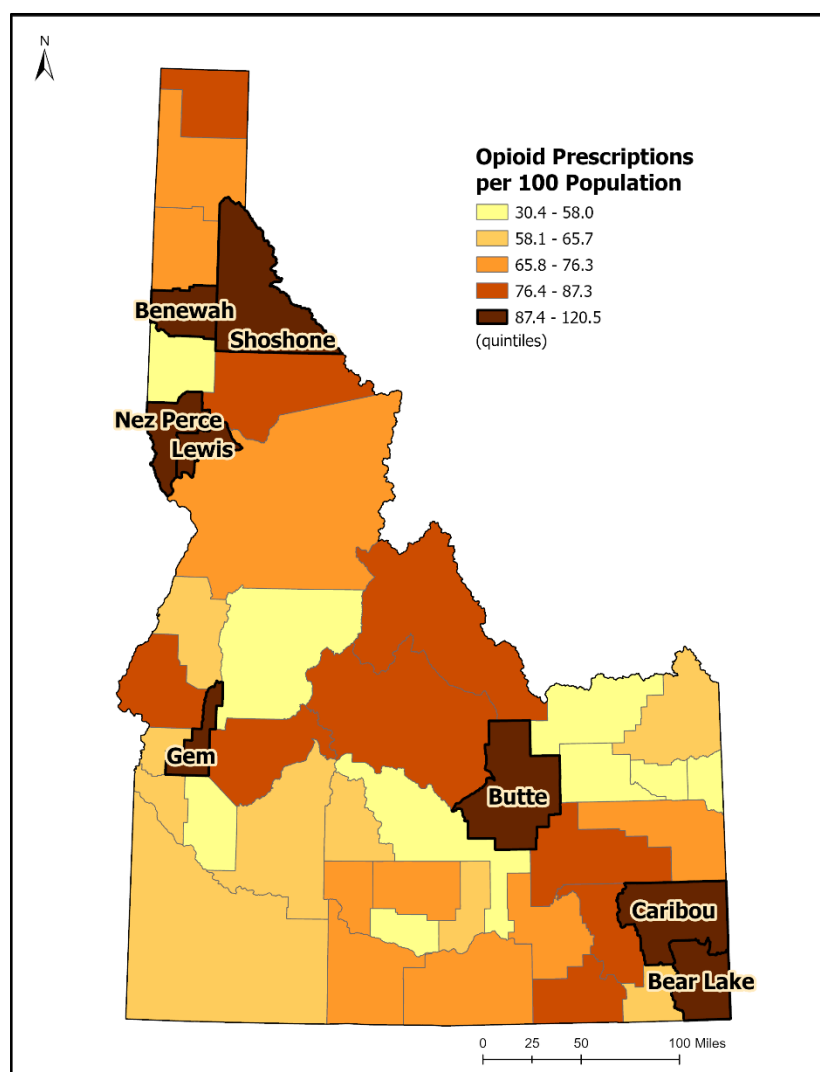 N
Opioid Prescriptions
per 100 Population
30.4 - 58.0
58.1 - 65.7
65.8 - 76.3
76.4 - 87.3
87.4 - 120.5
(quintiles)
Benewah
Shoshone
Nez Perce
Lewis
Gem
Butte
Caribou
Bear Lake
0 25 50 100 Miles